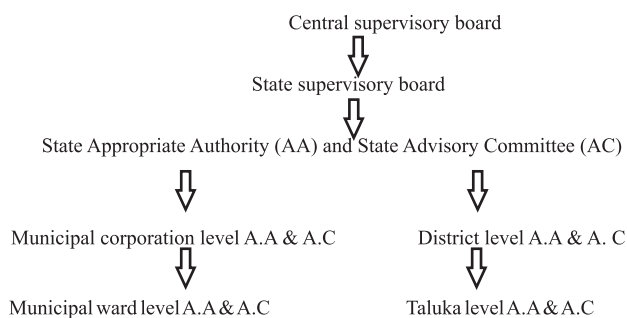 Central supervisory board
State supervisory board
State Appropriate Authority (AA) and State Advisory Committee (AC)
Municipal corporation level A.A & A.C
District level A.A & A. C
Municipal ward level A.A & A.C
Taluka level A.A & A.C